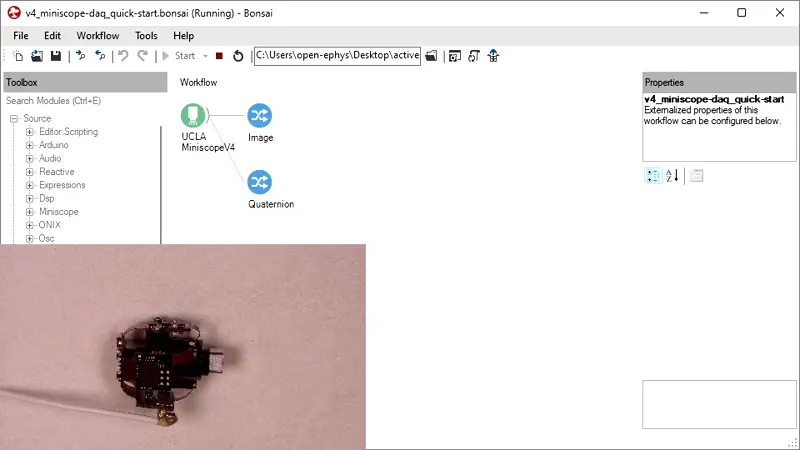 v4_miniscope-daq_quick-start.bonsai (Running) - Bonsai
File Edit Workflow Tools Help
Start C:\Users\open-ephys\Desktop\active
Toolbox
Search Modules (Ctrl+E)
Source
Editor.Scripting
Arduino
Audio
Reactive
Expressions
Dsp
Miniscope
ONIX
Osc
Workflow
UCLA
MiniscopeV4
Image
Quaternion
Properties
v4_miniscope-daq_quick-start
Externalized properties of this
workflow can be configured below.